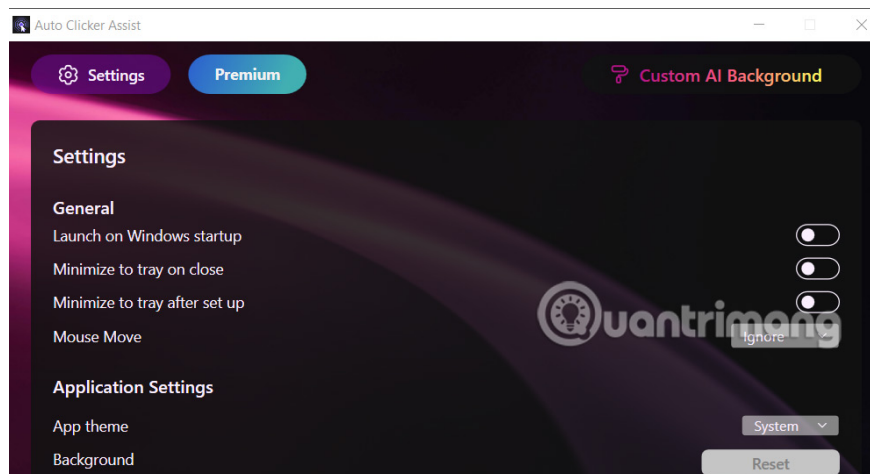 Auto Clicker Assist
Settings Premium Custom AI Background
Settings
General
Launch on Windows startup
Minimize to tray on close
Minimize to tray after set up
Quantrimang
Mouse Move Ignore
Application Settings
App theme System
Background Reset